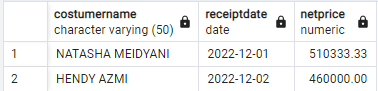 costumername receiptdate netprice
character varying (50) date numeric
1 NATASHA MEIDYANI 2022-12-01 510333.33
2 HENDY AZMI 2022-12-02 460000.00